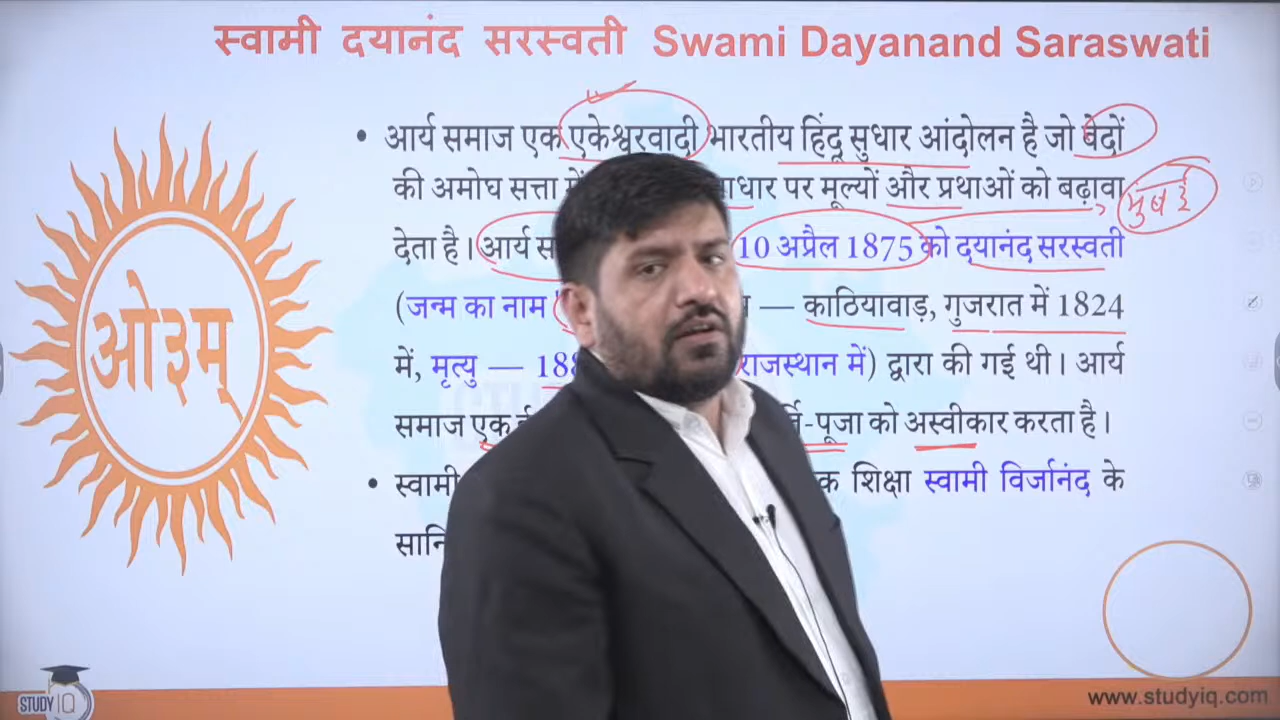 स्वामी दयानंद सरस्वती Swami Dayanand Saraswati
• आर्य समाज एक एकेश्वरवादी भारतीय हिंदू सुधार आंदोलन है जो वेदों
की अमोघ सत्ता में आधार पर मूल्यों और प्रथाओं को बढ़ावा
मुंबई
देता है। आर्य 10 अप्रैल 1875 को दयानंद सरस्वती
(जन्म का नाम — काठियावाड़, गुजरात में 1824
में, मृत्यु — राजस्थान में) द्वारा की गई थी। आर्य
समाज एक -पूजा को अस्वीकार करता है।
• स्वामी शिक्षा स्वामी विर्जानंद के
ओ३म्
STUDY IQ
www.studyiq.com